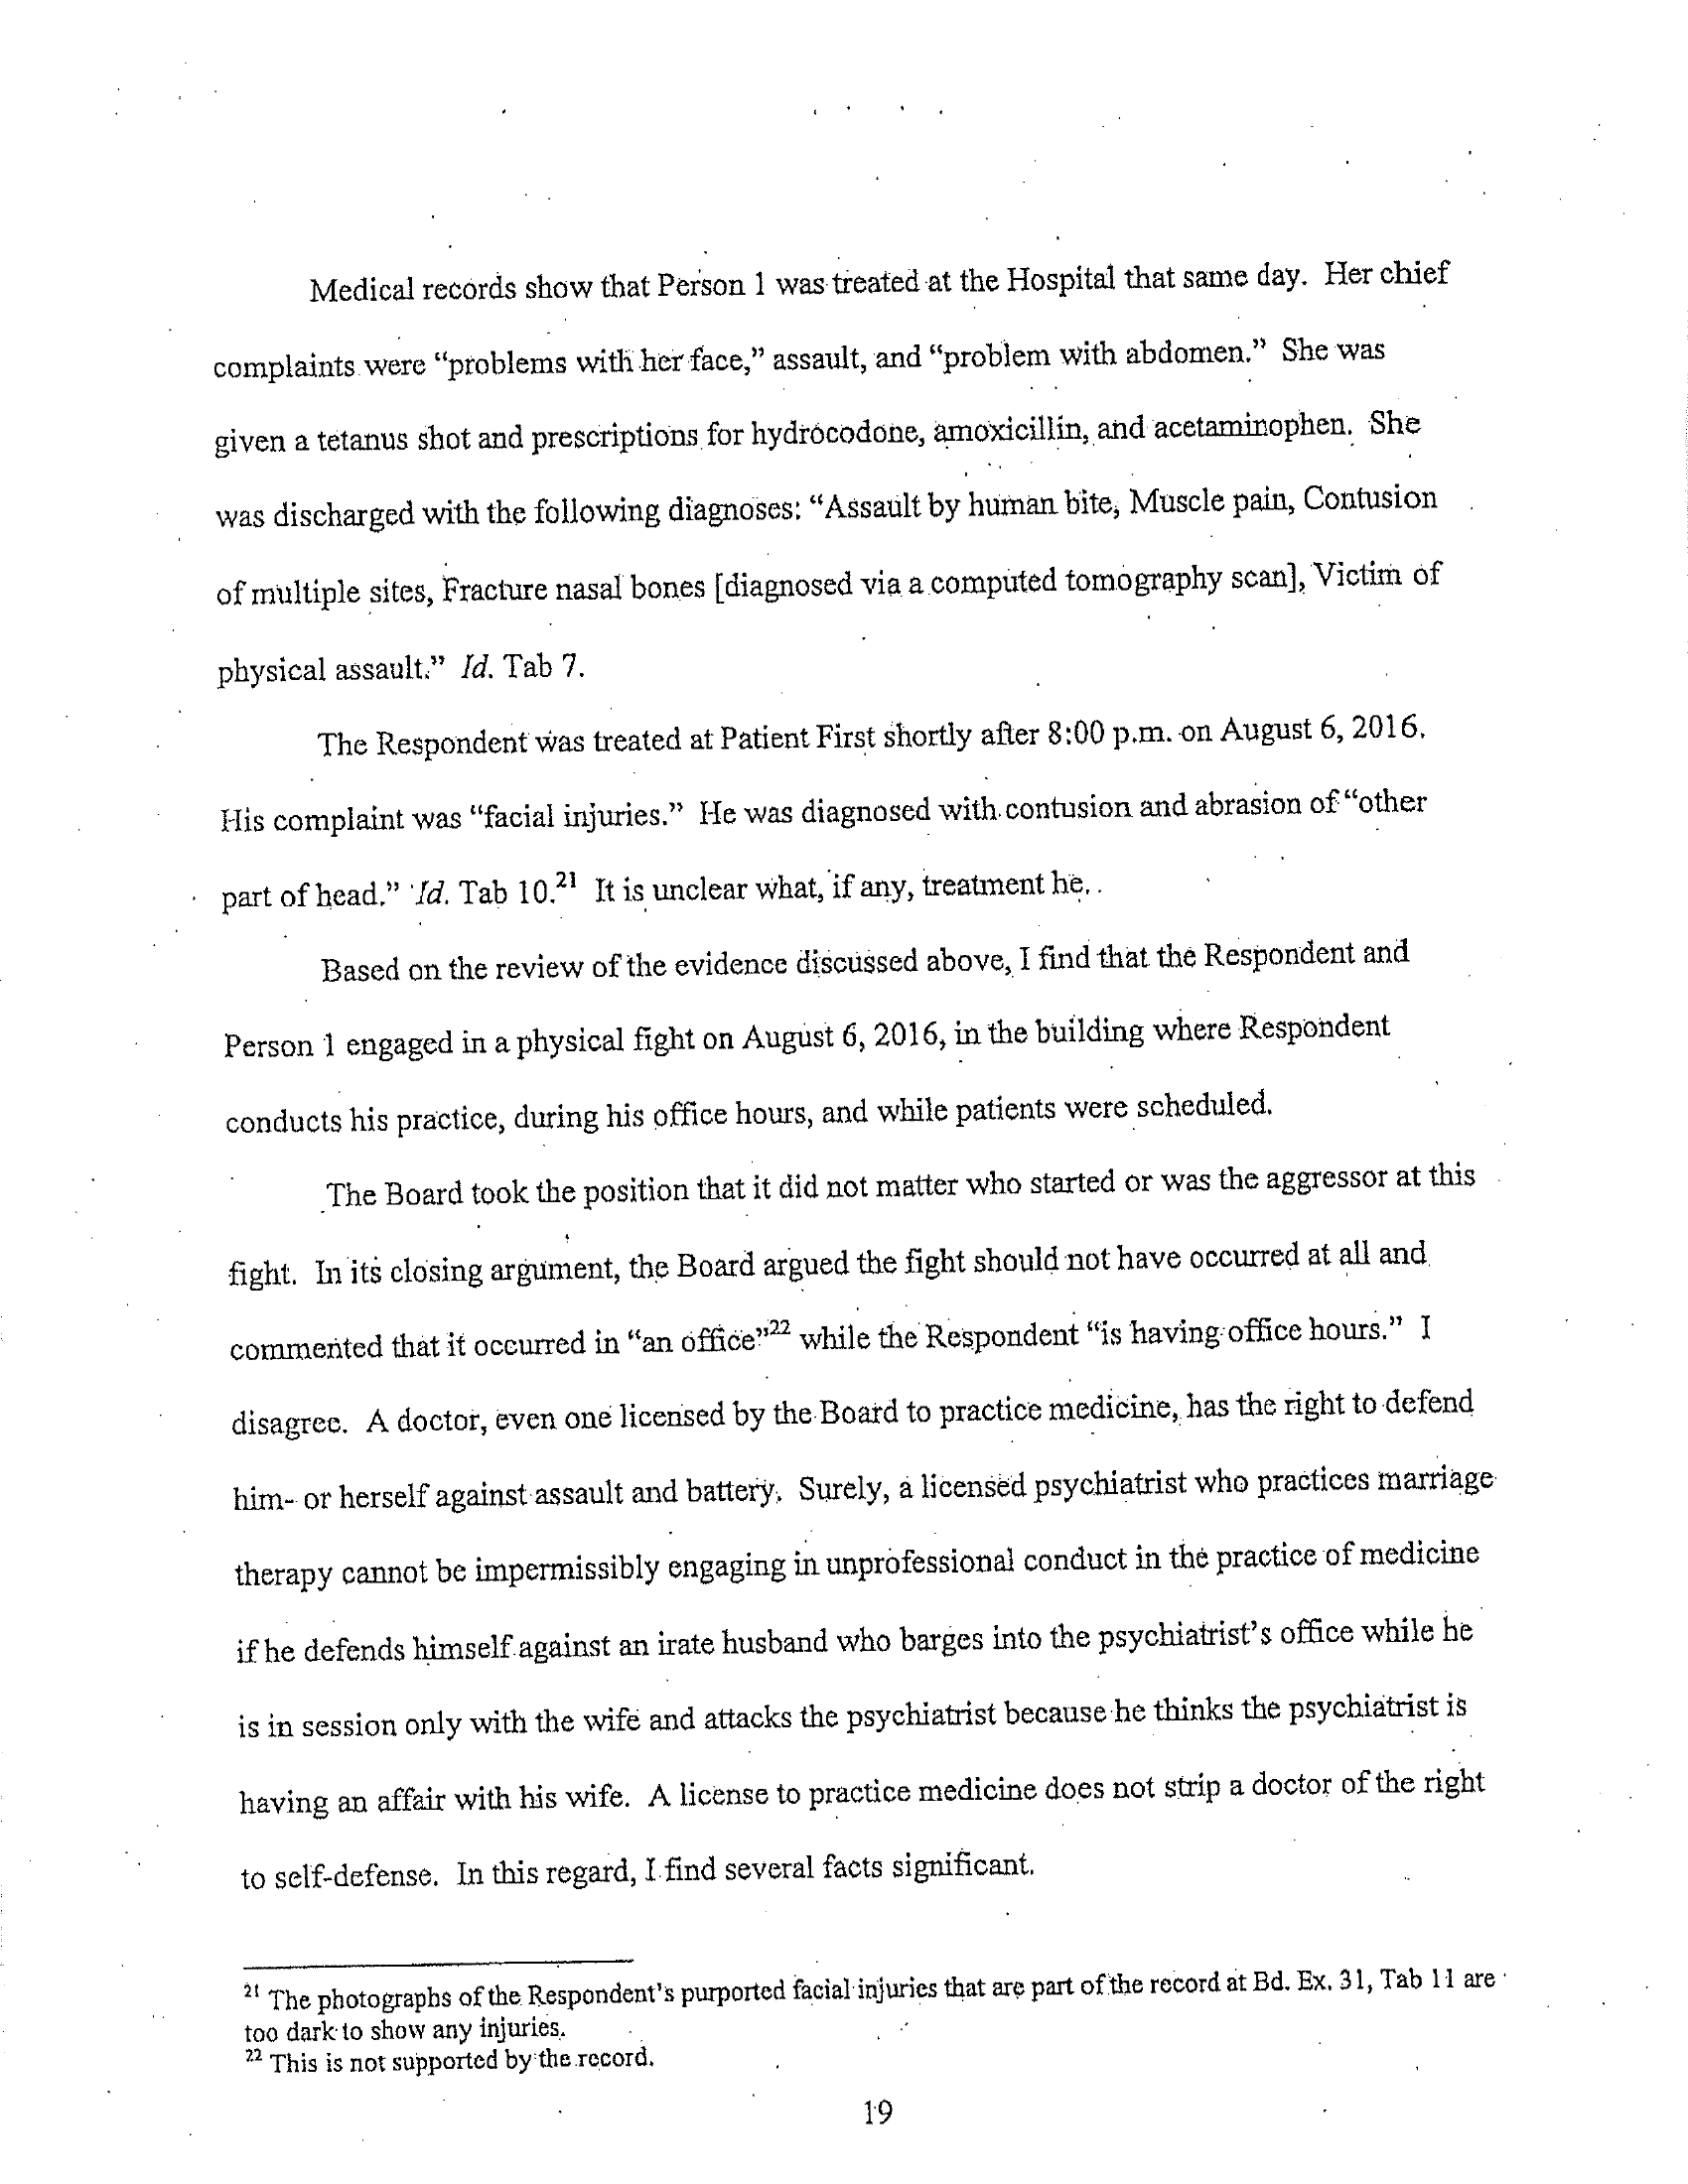 Medical records show that Person 1 was treated at the Hospital that same day. Her chief
complaints were “problems with her face,” assault, and “problem with abdomen.” She was
given a tetanus shot and prescriptions for hydrocodone, amoxicillin, and acetaminophen. She
was discharged with the following diagnoses: “Assault by human bite, Muscle pain, Contusion
of multiple sites, Fracture nasal bones [diagnosed via a computed tomography scan], Victim of
physical assault.” Id. Tab 7.
The Respondent was treated at Patient First shortly after 8:00 p.m. on August 6, 2016.
His complaint was “facial injuries.” He was diagnosed with contusion and abrasion of “other
part of head.” Id. Tab 10.21 It is unclear what, if any, treatment he.
Based on the review of the evidence discussed above, I find that the Respondent and
Person 1 engaged in a physical fight on August 6, 2016, in the building where Respondent
conducts his practice, during his office hours, and while patients were scheduled.
The Board took the position that it did not matter who started or was the aggressor at this
fight. In its closing argument, the Board argued the fight should not have occurred at all and
commented that it occurred in “an office”22 while the Respondent “is having office hours.” I
disagree. A doctor, even one licensed by the Board to practice medicine, has the right to defend
him- or herself against assault and battery. Surely, a licensed psychiatrist who practices marriage
therapy cannot be impermissibly engaging in unprofessional conduct in the practice of medicine
if he defends himself against an irate husband who barges into the psychiatrist’s office while he
is in session only with the wife and attacks the psychiatrist because he thinks the psychiatrist is
having an affair with his wife. A license to practice medicine does not strip a doctor of the right
to self-defense. In this regard, I find several facts significant.
21 The photographs of the Respondent’s purported facial injuries that are part of the record at Bd. Ex. 31, Tab 11 are
too dark to show any injuries.
22 This is not supported by the record.
19